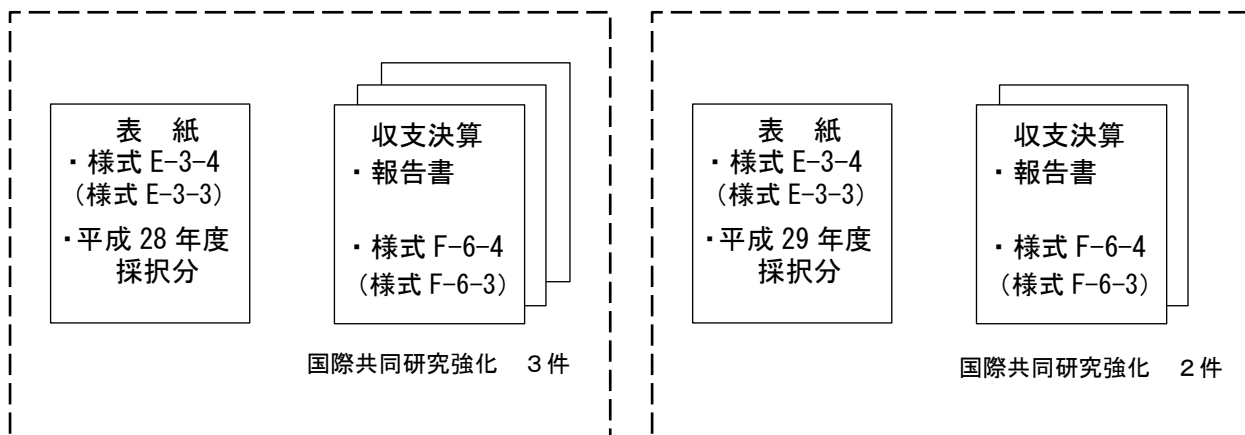 表　紙
・様式 E-3-4
（様式 E-3-3）
・平成 28 年度
採択分
収支決算
・報告書
・様式 F-6-4
（様式 F-6-3）
国際共同研究強化　３件
表　紙
・様式 E-3-4
（様式 E-3-3）
・平成 29 年度
採択分
収支決算
・報告書
・様式 F-6-4
（様式 F-6-3）
国際共同研究強化　２件